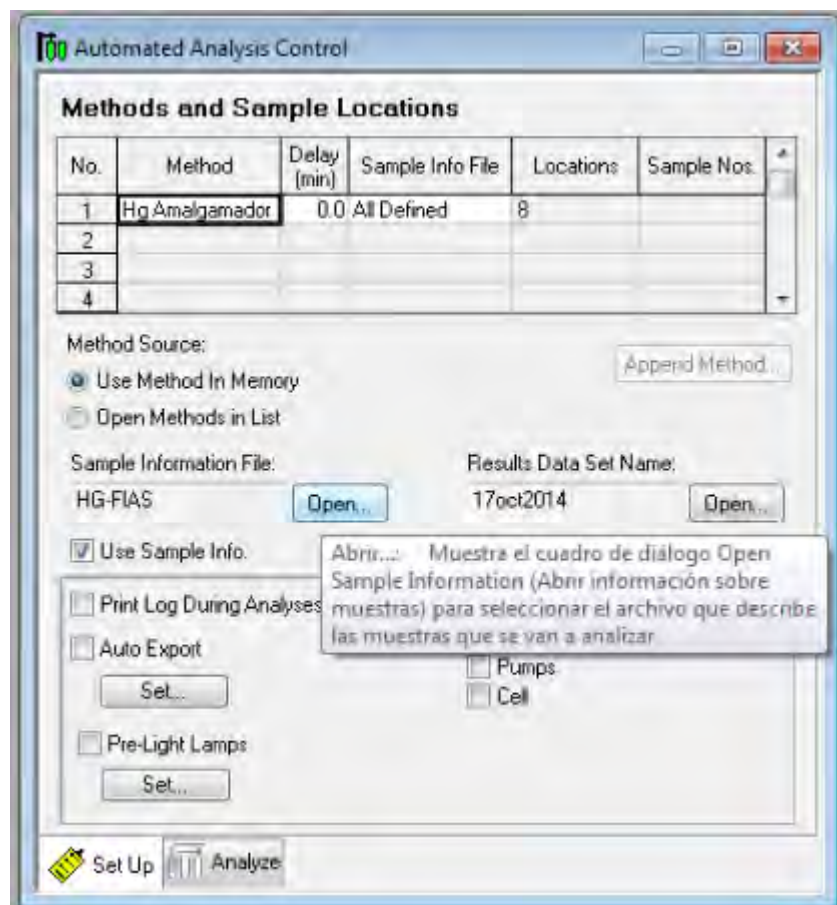 Automated Analysis Control
Methods and Sample Locations
No. Method Delay (min) Sample Info File Locations Sample Nos.
1 Hg Amalgamador 0.0 All Defined 8
2
3
4
Method Source:
Append Method...
Use Method In Memory
Open Methods in List
Sample Information File: Results Data Set Name:
HG-FIAS Open... 17oct2014 Open...
Use Sample Info.
Abrir...: Muestra el cuadro de diálogo Open
Sample Information (Abrir información sobre
muestras) para seleccionar el archivo que describe
las muestras que se van a analizar
Print Log During Analyses
Auto Export
Pumps
Set...
Cell
Pre-Light Lamps
Set...
Set Up Analyze